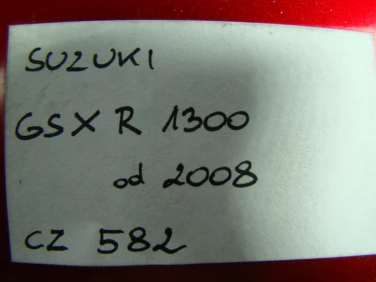 SUZUKI
GSX R 1300
od 2008
CZ 582